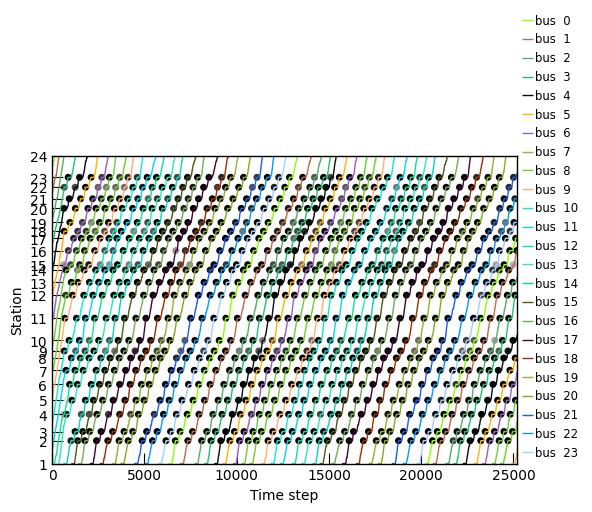 bus 0
bus 1
bus 2
bus 3
bus 4
bus 5
bus 6
bus 7
bus 8
bus 9
bus 10
bus 11
bus 12
bus 13
bus 14
bus 15
bus 16
bus 17
bus 18
bus 19
bus 20
bus 21
bus 22
bus 23
24
23
22
21
20
19
18
17
16
15
14
13
12
11
10
9
8
7
6
5
4
3
2
1
Station
0 5000 10000 15000 20000 25000
Time step